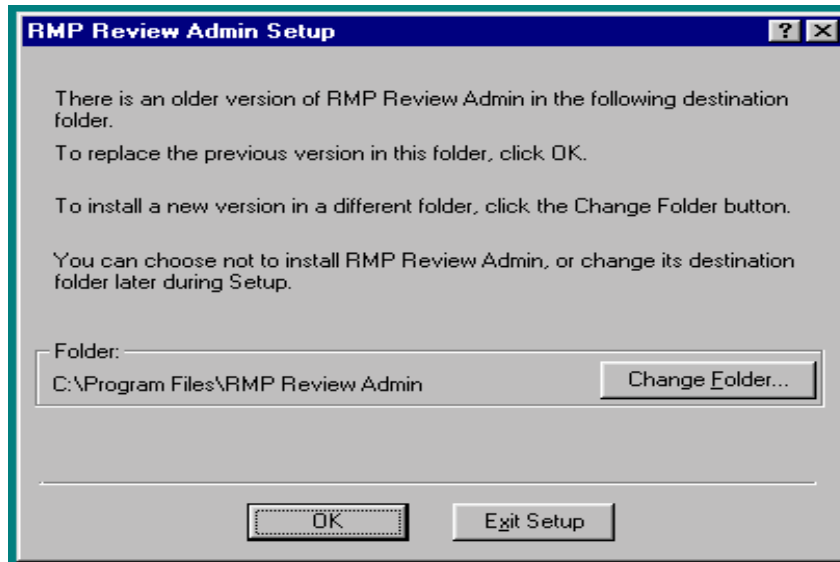 RMP Review Admin Setup
There is an older version of RMP Review Admin in the following destination
folder.
To replace the previous version in this folder, click OK.
To install a new version in a different folder, click the Change Folder button.
You can choose not to install RMP Review Admin, or change its destination
folder later during Setup.
Folder:
C:\Program Files\RMP Review Admin
Change Folder...
OK
Exit Setup